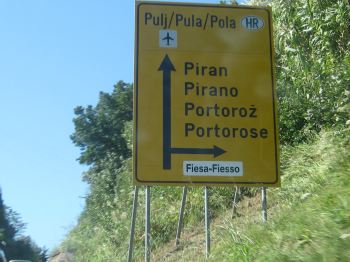 Pulj/Pula/Pola HR
Piran
Pirano
Portorož
Portorose
Fiesa-Fiesso